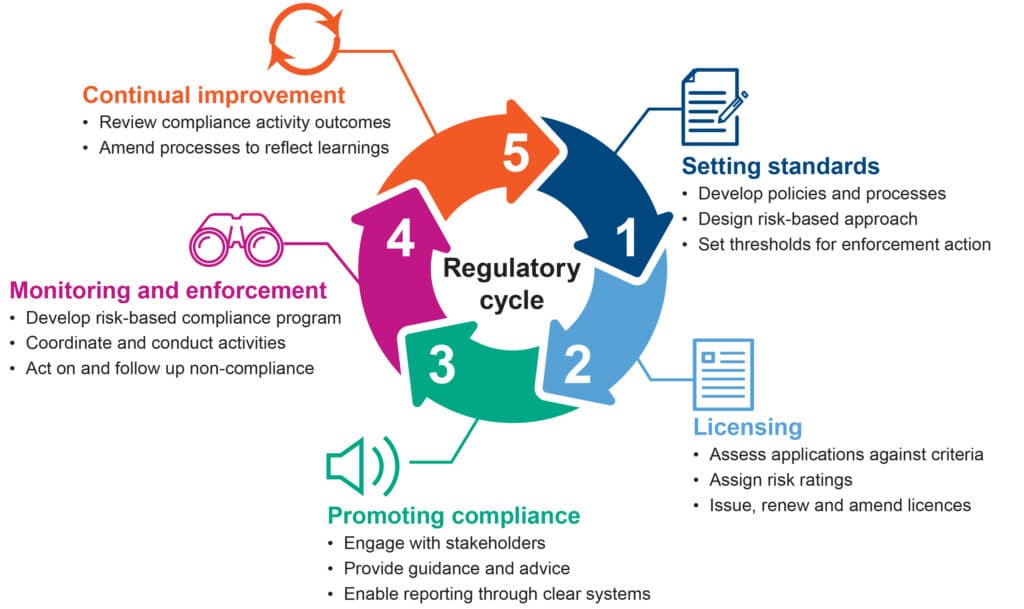 Regulatory
cycle
1
Setting standards
• Develop policies and processes
• Design risk-based approach
• Set thresholds for enforcement action
2
Licensing
• Assess applications against criteria
• Assign risk ratings
• Issue, renew and amend licences
3
Promoting compliance
• Engage with stakeholders
• Provide guidance and advice
• Enable reporting through clear systems
4
Monitoring and enforcement
• Develop risk-based compliance program
• Coordinate and conduct activities
• Act on and follow up non-compliance
5
Continual improvement
• Review compliance activity outcomes
• Amend processes to reflect learnings